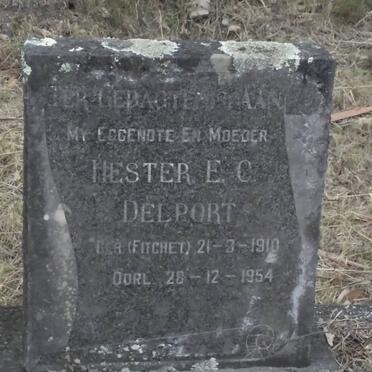 TER GEDAGTENIS AAN
MY EGGENOTE EN MOEDER
HESTER E. C.
DELPORT
GEB. (FITCHET) 21-3-1910
OORL. 28-12-1954